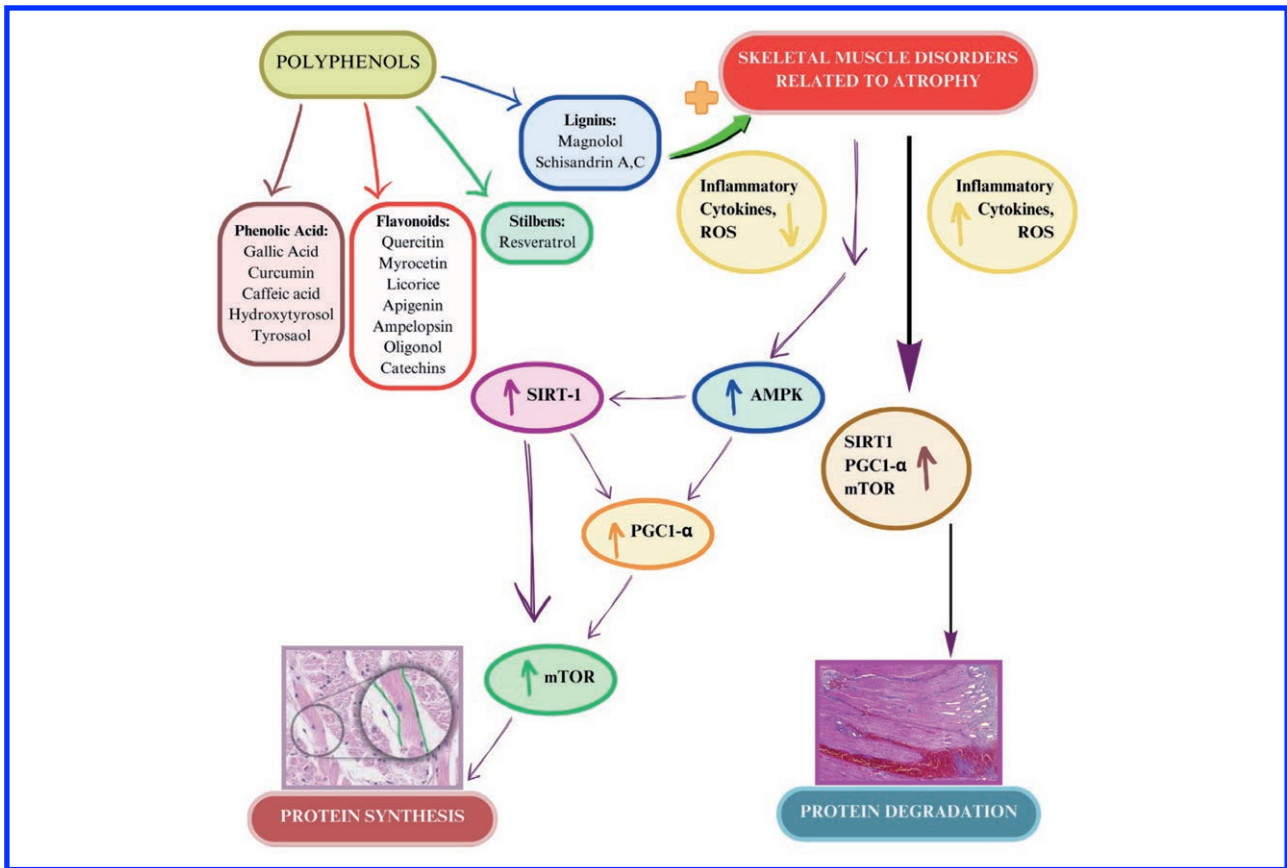 POLYPHENOLS
SKELETAL MUSCLE DISORDERS
RELATED TO ATROPHY
Lignins:
Magnolol
Schisandrin A,C
Phenolic Acid:
Gallic Acid
Curcumin
Caffeic acid
Hydroxytyrosol
Tyrosaol
Flavonoids:
Quercitin
Myrocetin
Licorice
Apigenin
Ampelopsin
Oligonol
Catechins
Stilbens:
Resveratrol
Inflammatory
Cytokines,
ROS
Inflammatory
Cytokines,
ROS
SIRT-1
AMPK
SIRT1
PGC1-α
mTOR
PGC1-α
mTOR
PROTEIN SYNTHESIS
PROTEIN DEGRADATION